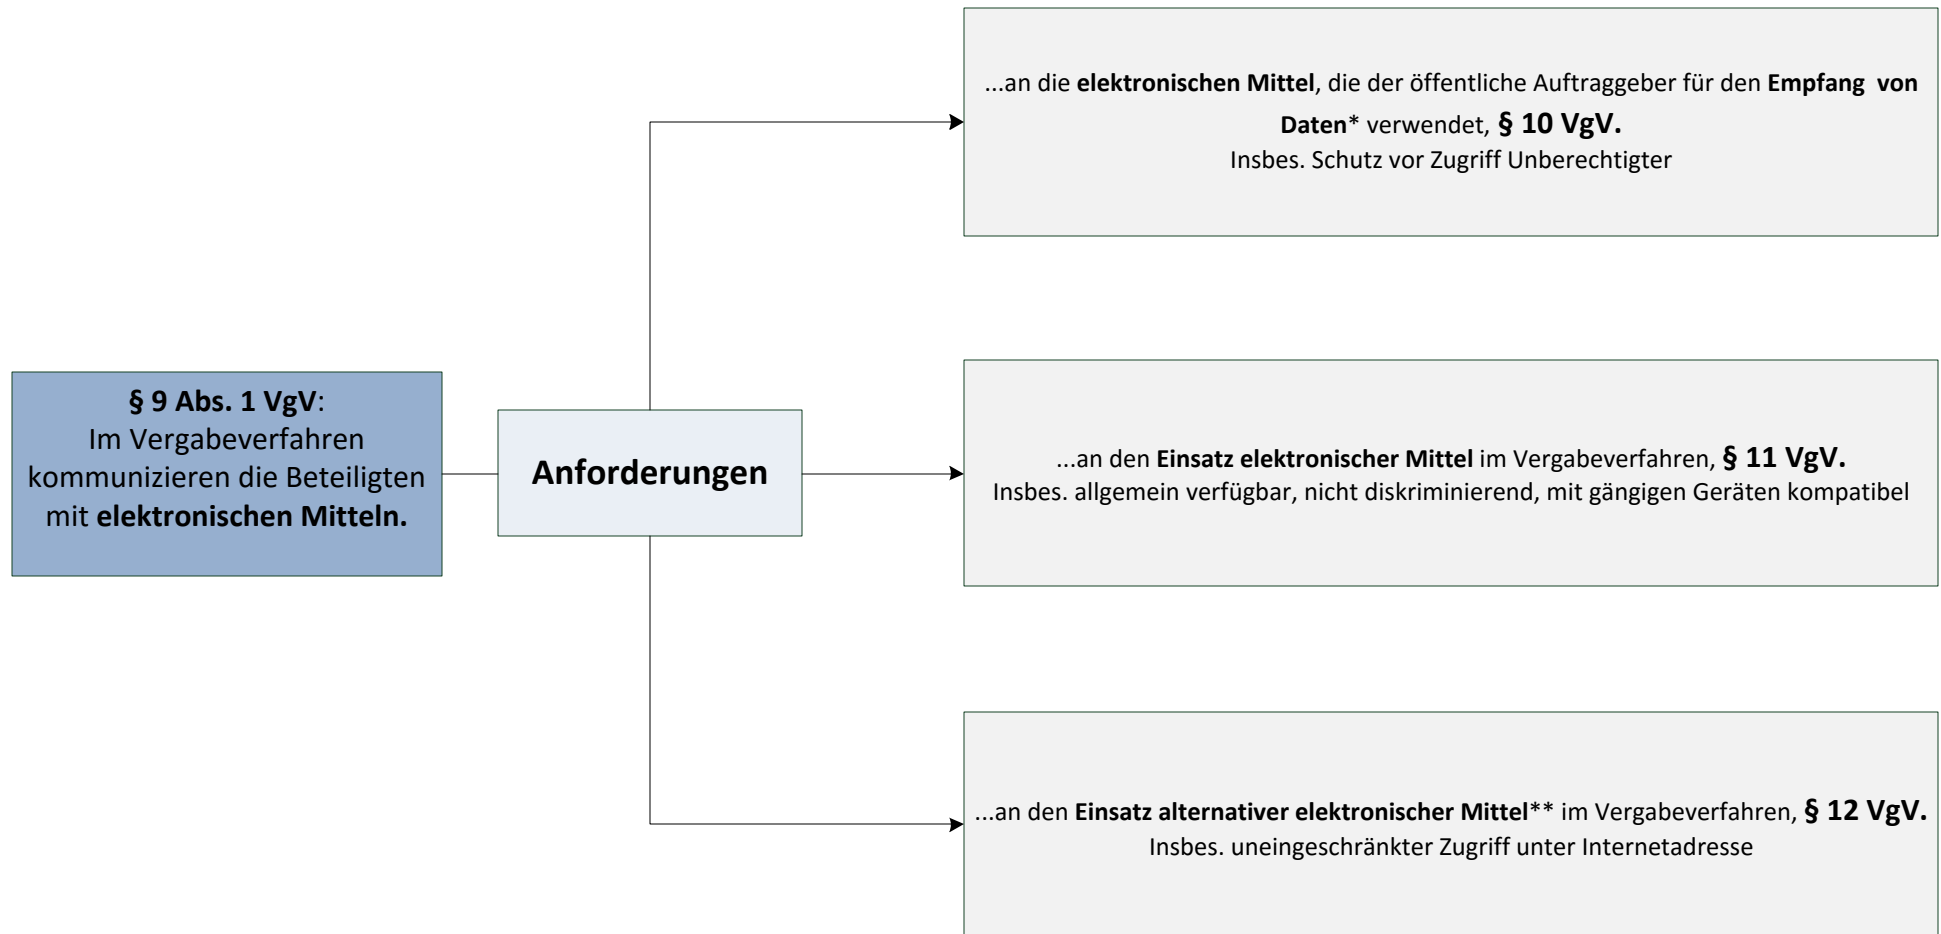 ...an die elektronischen Mittel, die der öffentliche Auftraggeber für den Empfang von
Daten* verwendet, § 10 VgV.
Insbes. Schutz vor Zugriff Unberechtigter
§ 9 Abs. 1 VgV:
Im Vergabeverfahren
kommunizieren die Beteiligten
mit elektronischen Mitteln.
Anforderungen
...an den Einsatz elektronischer Mittel im Vergabeverfahren, § 11 VgV.
Insbes. allgemein verfügbar, nicht diskriminierend, mit gängigen Geräten kompatibel
...an den Einsatz alternativer elektronischer Mittel** im Vergabeverfahren, § 12 VgV.
Insbes. uneingeschränkter Zugriff unter Internetadresse